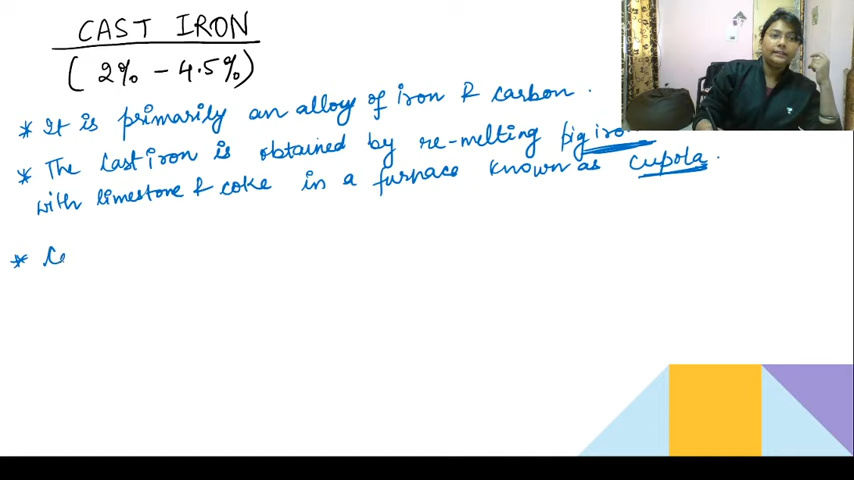 CAST IRON
( 2% - 4.5%)
* It is primarily an alloy of iron & carbon.
* The cast iron is obtained by re-melting pig iron
with limestone & coke in a furnace known as cupola.
*